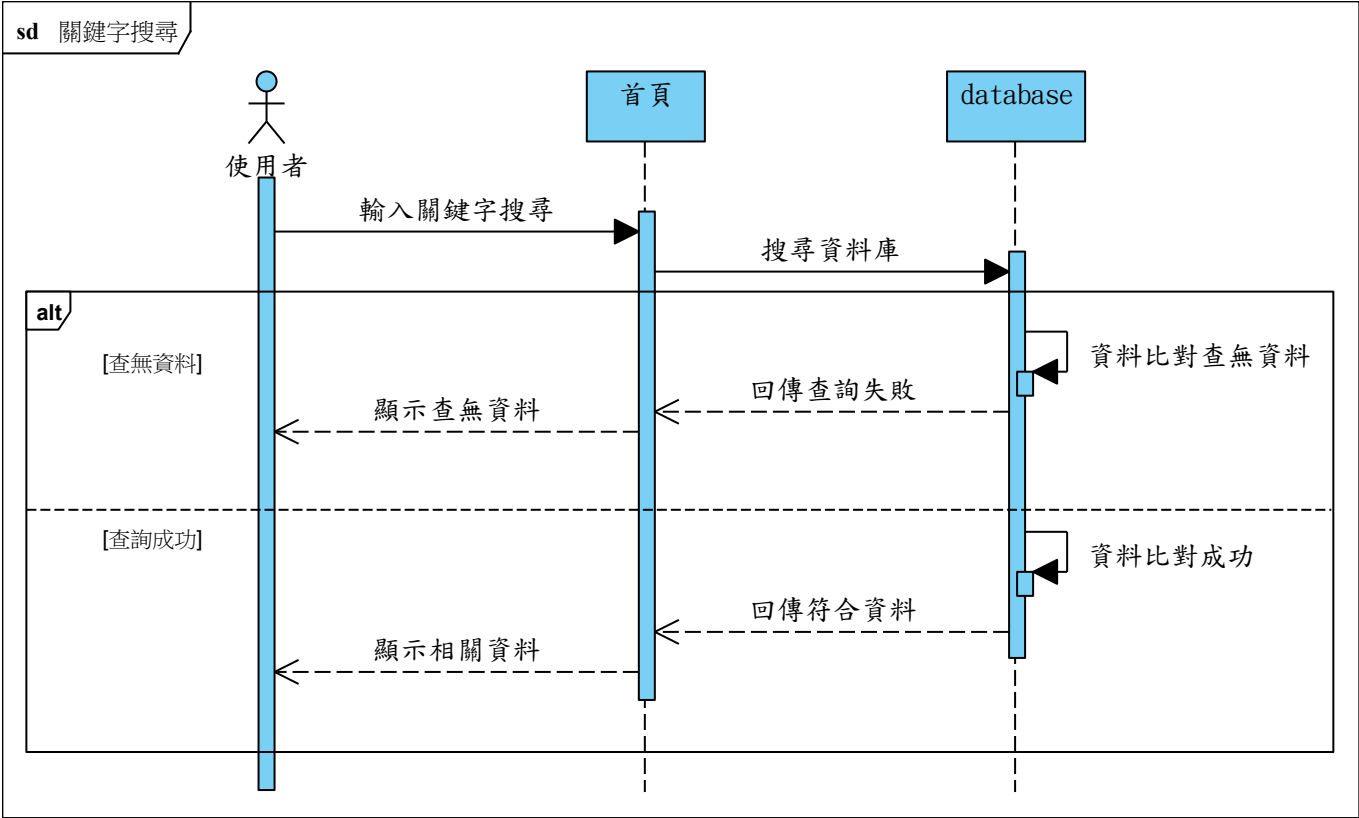 sd 關鍵字搜尋
使用者
首頁
database
輸入關鍵字搜尋
搜尋資料庫
alt
[查無資料]
資料比對查無資料
回傳查詢失敗
顯示查無資料
[查詢成功]
資料比對成功
回傳符合資料
顯示相關資料